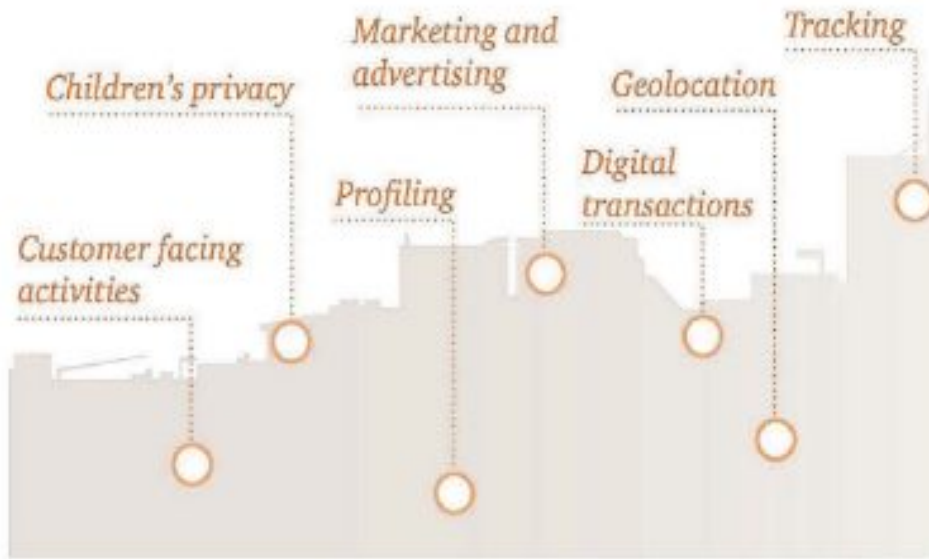 Tracking
Marketing and
advertising
Children's privacy
Geolocation
Digital
transactions
Profiling
Customer facing
activities